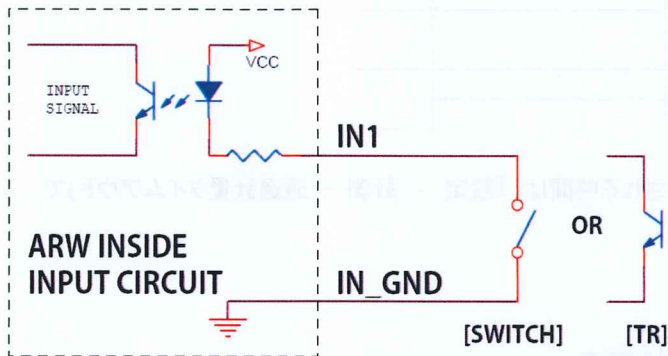 VCC
INPUT
SIGNAL
IN1
OR
ARW INSIDE
INPUT CIRCUIT
IN_GND
[SWITCH]
[TR]